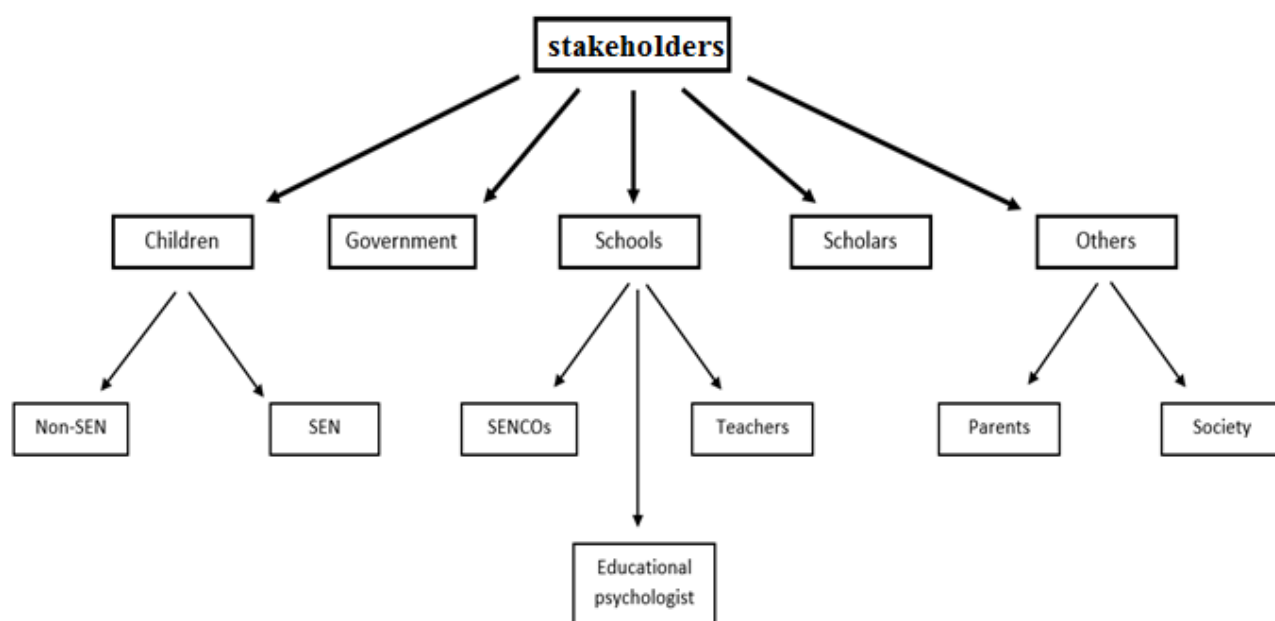 stakeholders
Children
Government
Schools
Scholars
Others
Non-SEN
SEN
SENCOs
Teachers
Parents
Society
Educational
psychologist